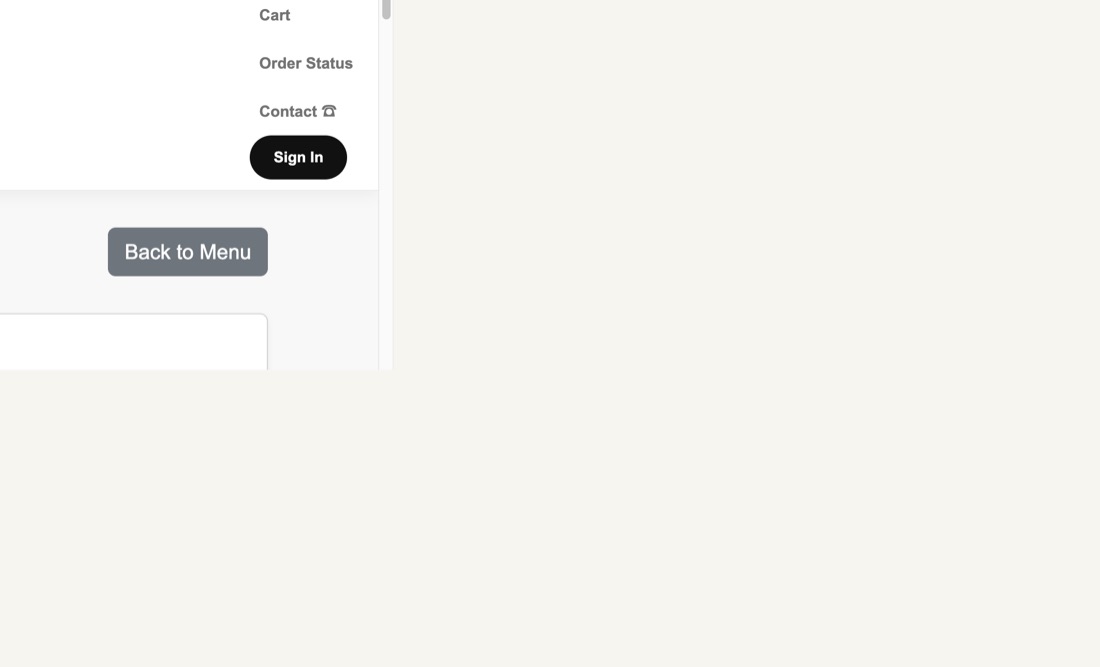 Cart
Order Status
Contact ☎
Sign In
Back to Menu